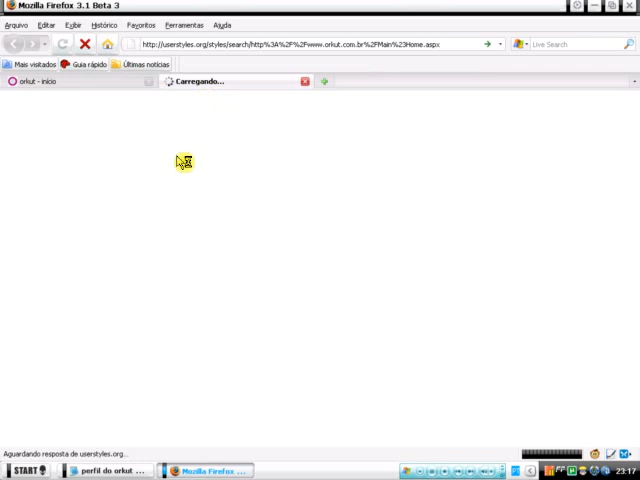 Mozilla Firefox 3.1 Beta 3
Arquivo Editar Exibir Histórico Favoritos Ferramentas Ajuda
http://userstyles.org/styles/search/http%3A%2F%2Fwww.orkut.com.br%2FMain%23Home.aspx Live Search
Mais visitados Guia rápido Últimas notícias
orkut - início Carregando...
Aguardando resposta de userstyles.org...
START perfil do orkut ... Mozilla Firefox ... PT 23:17